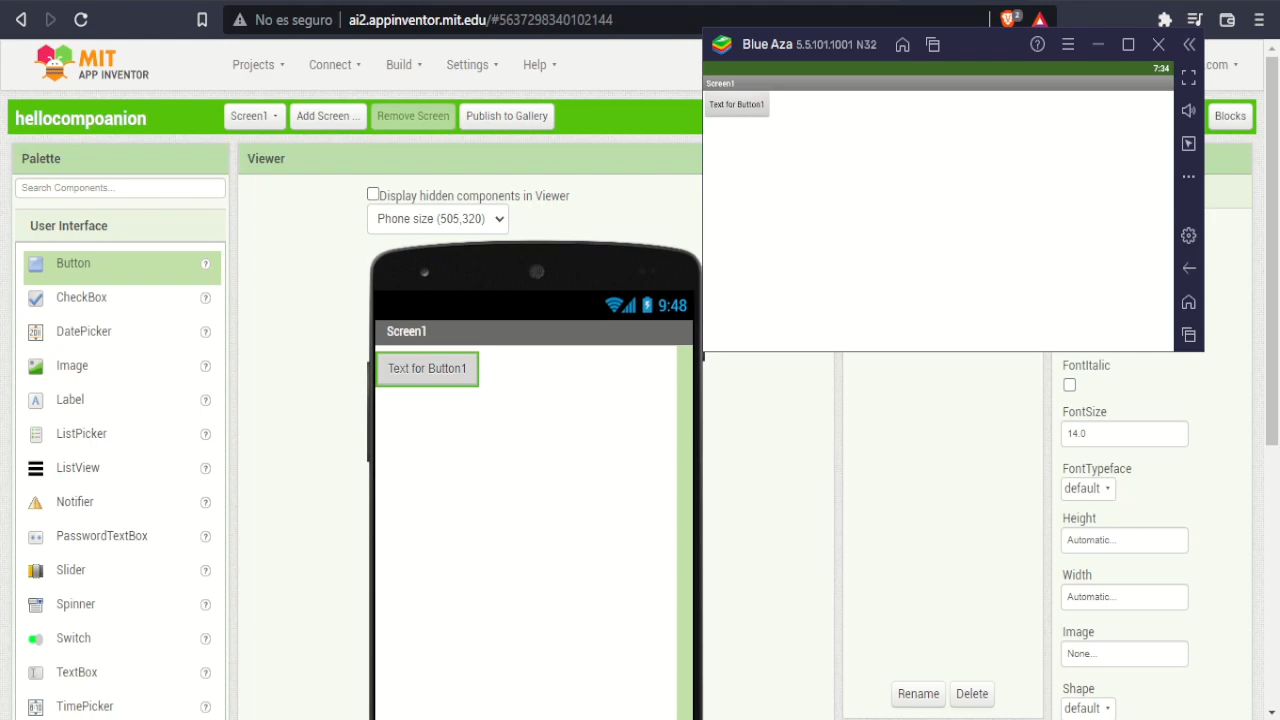 No es seguro
ai2.appinventor.mit.edu/#5637298340102144
2
MIT
APP INVENTOR
Projects
Connect
Build
Settings
Help
.com
hellocompoanion
Screen1
Add Screen ...
Remove Screen
Publish to Gallery
Blocks
Palette
Search Components...
User Interface
Button
CheckBox
DatePicker
Image
Label
ListPicker
ListView
Notifier
PasswordTextBox
Slider
Spinner
Switch
TextBox
TimePicker
Viewer
Display hidden components in Viewer
Phone size (505,320)
9:48
Screen1
Text for Button1
Blue Aza 5.5.101.1001 N32
7:34
Screen1
Text for Button1
Rename
Delete
FontItalic
FontSize
14.0
FontTypeface
default
Height
Automatic...
Width
Automatic...
Image
None...
Shape
default